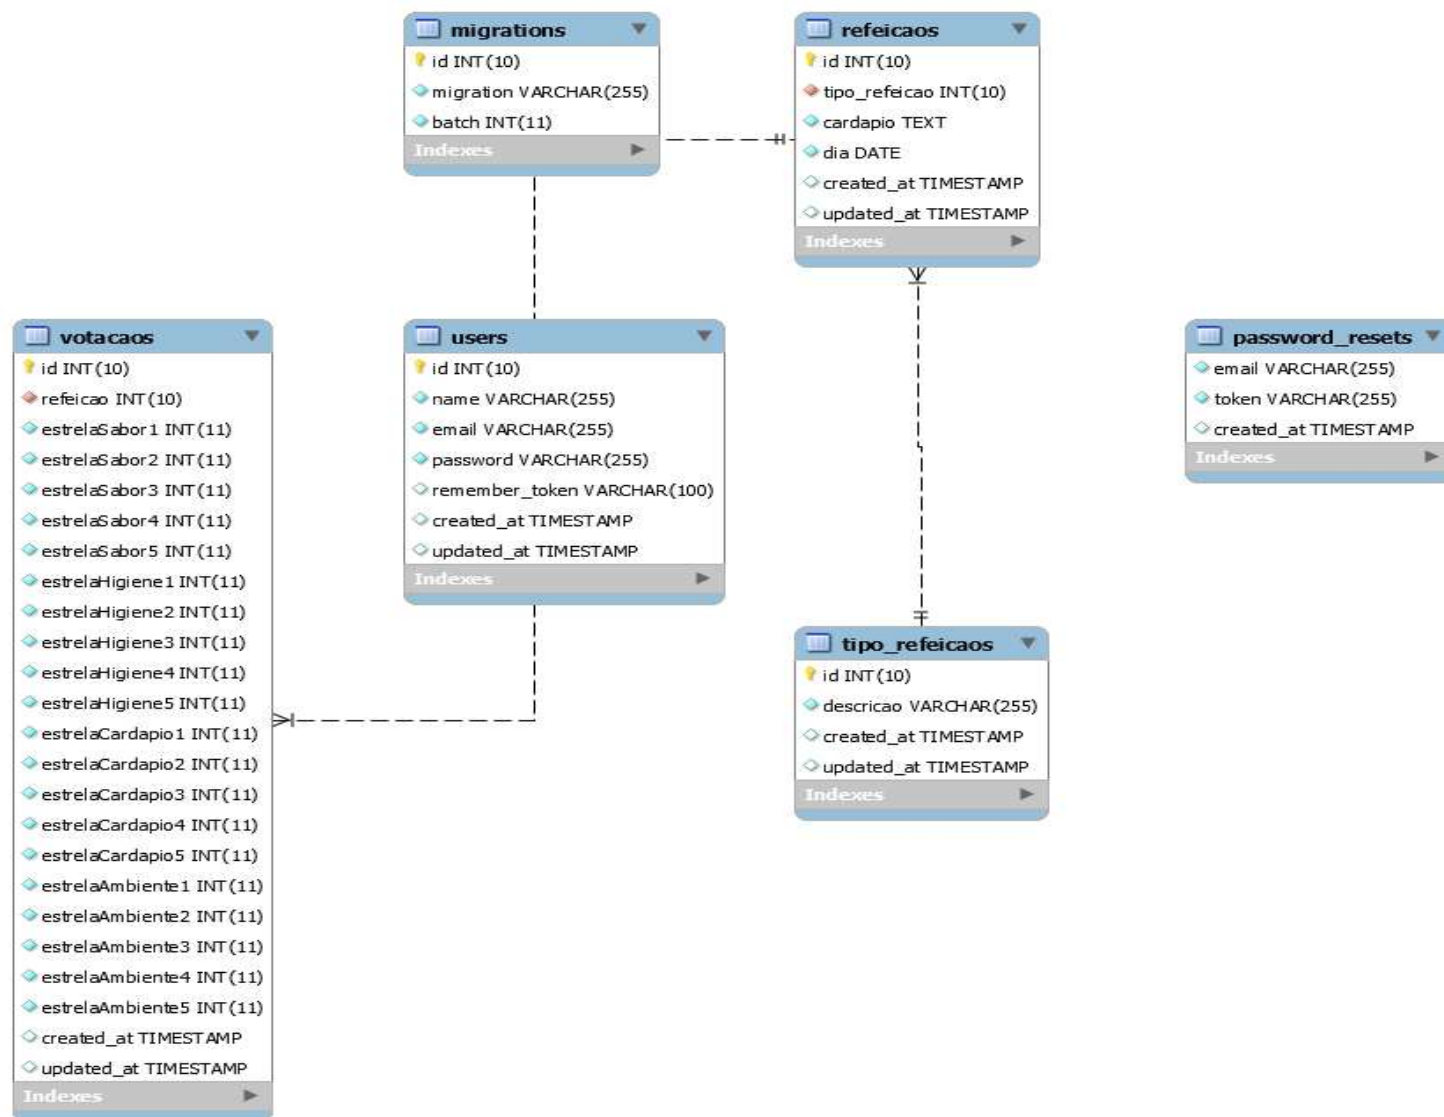 migrations
id INT(10)
migration VARCHAR(255)
batch INT(11)
Indexes
refeicaos
id INT(10)
tipo_refeicao INT(10)
cardapio TEXT
dia DATE
created_at TIMESTAMP
updated_at TIMESTAMP
Indexes
votacaos
id INT(10)
refeicao INT(10)
estrelaSabor1 INT(11)
estrelaSabor2 INT(11)
estrelaSabor3 INT(11)
estrelaSabor4 INT(11)
estrelaSabor5 INT(11)
estrelaHigiene1 INT(11)
estrelaHigiene2 INT(11)
estrelaHigiene3 INT(11)
estrelaHigiene4 INT(11)
estrelaHigiene5 INT(11)
estrelaCardapio1 INT(11)
estrelaCardapio2 INT(11)
estrelaCardapio3 INT(11)
estrelaCardapio4 INT(11)
estrelaCardapio5 INT(11)
estrelaAmbiente1 INT(11)
estrelaAmbiente2 INT(11)
estrelaAmbiente3 INT(11)
estrelaAmbiente4 INT(11)
estrelaAmbiente5 INT(11)
created_at TIMESTAMP
updated_at TIMESTAMP
Indexes
users
id INT(10)
name VARCHAR(255)
email VARCHAR(255)
password VARCHAR(255)
remember_token VARCHAR(100)
created_at TIMESTAMP
updated_at TIMESTAMP
Indexes
password_resets
email VARCHAR(255)
token VARCHAR(255)
created_at TIMESTAMP
Indexes
tipo_refeicaos
id INT(10)
descricao VARCHAR(255)
created_at TIMESTAMP
updated_at TIMESTAMP
Indexes